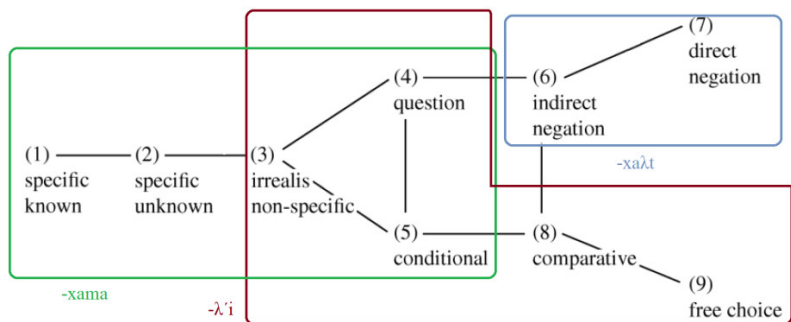 (7)
direct
negation
(4)
question
(6)
indirect
negation
-xaλt
(1)
specific
known
(2)
specific
unknown
(3)
irrealis
non-specific
(5)
conditional
(8)
comparative
(9)
free choice
-xama
-λ´i